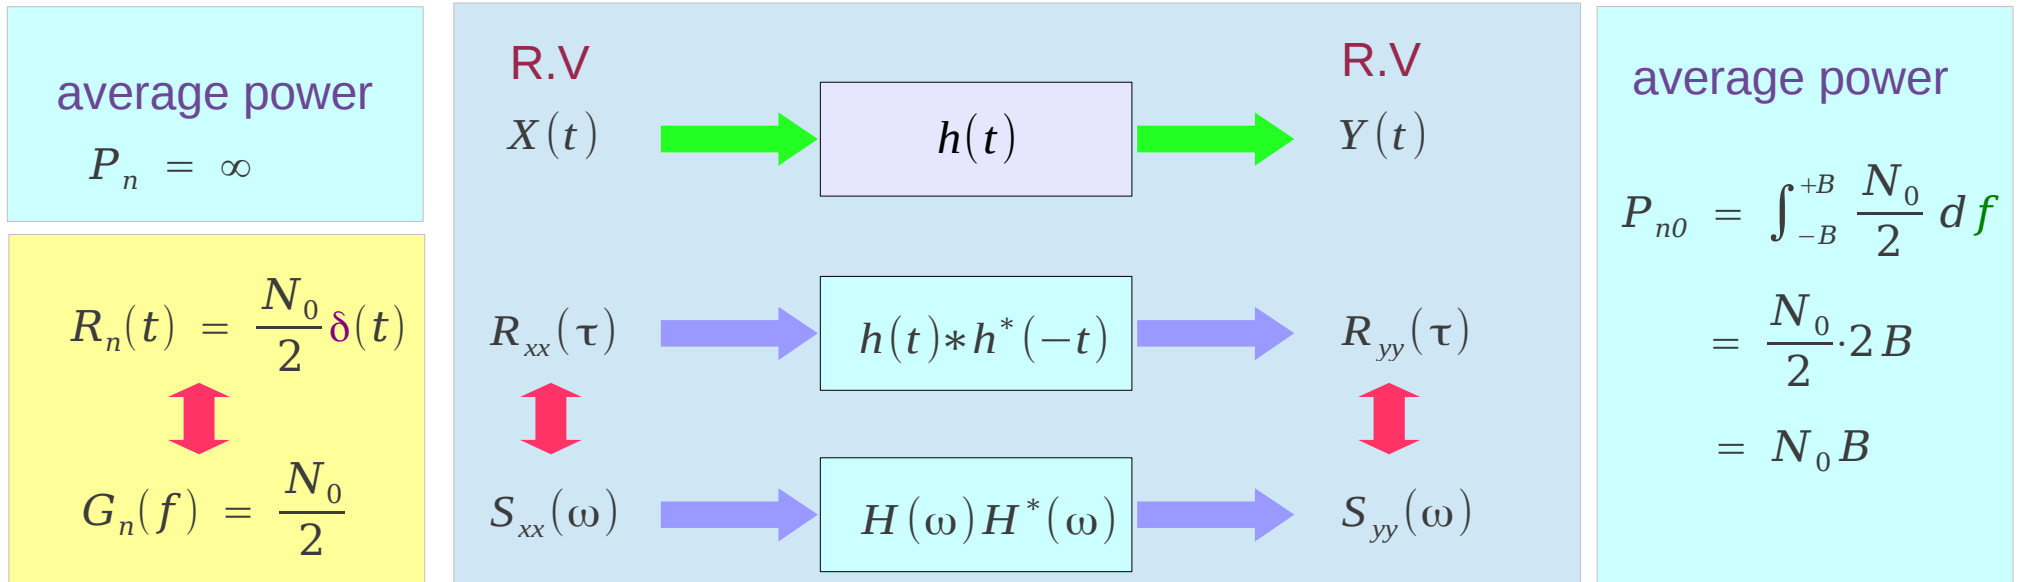 average power
P_n = ∞
R_n(t) = N_0/2 δ(t)
G_n(f) = N_0/2
R.V
R.V
X(t)
h(t)
Y(t)
R_xx(τ)
h(t)*h^*(−t)
R_yy(τ)
S_xx(ω)
H(ω)H^*(ω)
S_yy(ω)
average power
P_n0 = ∫_−B^+B N_0/2 df
= N_0/2 ·2B
= N_0 B